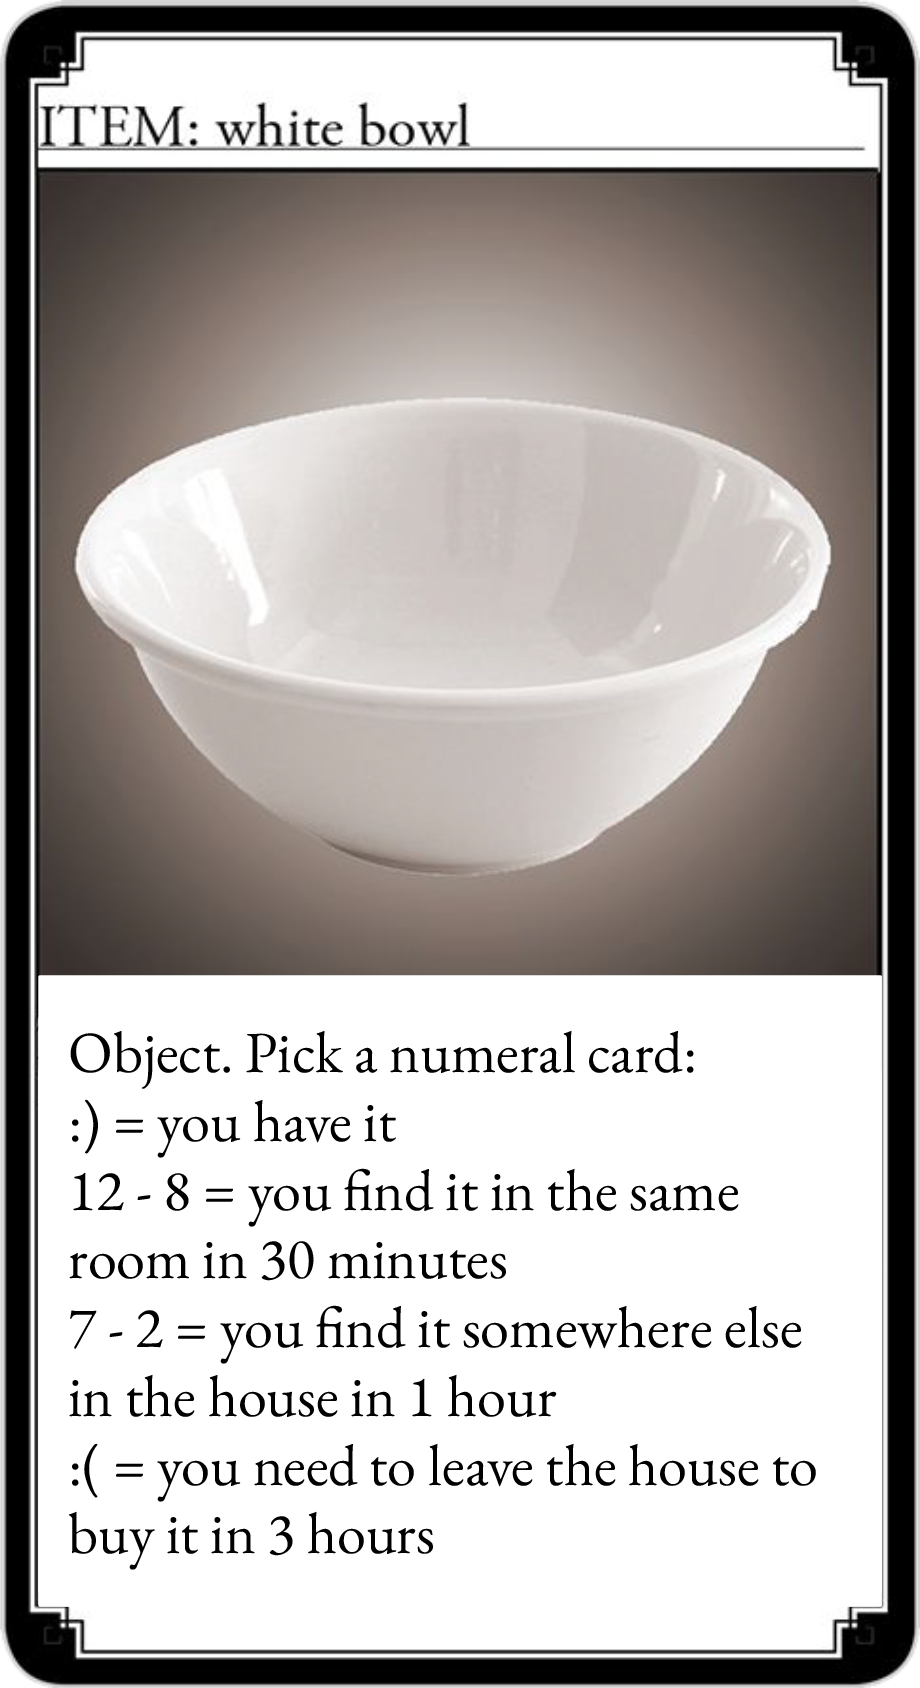 ITEM: white bowl
Object. Pick a numeral card:
:) = you have it
12 - 8 = you find it in the same
room in 30 minutes
7 - 2 = you find it somewhere else
in the house in 1 hour
:( = you need to leave the house to
buy it in 3 hours